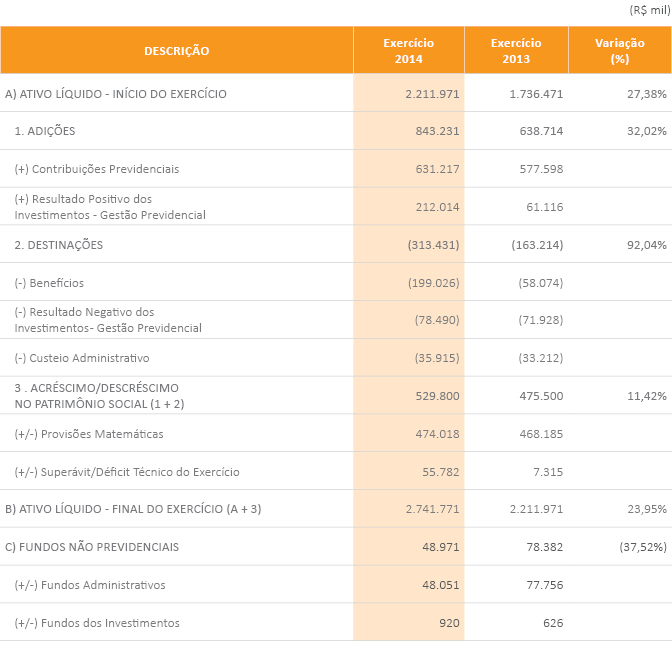 (R$ mil)
DESCRIÇÃO Exercício 2014 Exercício 2013 Variação (%)
A) ATIVO LÍQUIDO - INÍCIO DO EXERCÍCIO 2.211.971 1.736.471 27,38%
1. ADIÇÕES 843.231 638.714 32,02%
(+) Contribuições Previdenciais 631.217 577.598
(+) Resultado Positivo dos
Investimentos - Gestão Previdencial 212.014 61.116
2. DESTINAÇÕES (313.431) (163.214) 92,04%
(-) Benefícios (199.026) (58.074)
(-) Resultado Negativo dos
Investimentos- Gestão Previdencial (78.490) (71.928)
(-) Custeio Administrativo (35.915) (33.212)
3 . ACRÉSCIMO/DESCRÉSCIMO
NO PATRIMÔNIO SOCIAL (1 + 2) 529.800 475.500 11,42%
(+/-) Provisões Matemáticas 474.018 468.185
(+/-) Superávit/Déficit Técnico do Exercício 55.782 7.315
B) ATIVO LÍQUIDO - FINAL DO EXERCÍCIO (A + 3) 2.741.771 2.211.971 23,95%
C) FUNDOS NÃO PREVIDENCIAIS 48.971 78.382 (37,52%)
(+/-) Fundos Administrativos 48.051 77.756
(+/-) Fundos dos Investimentos 920 626